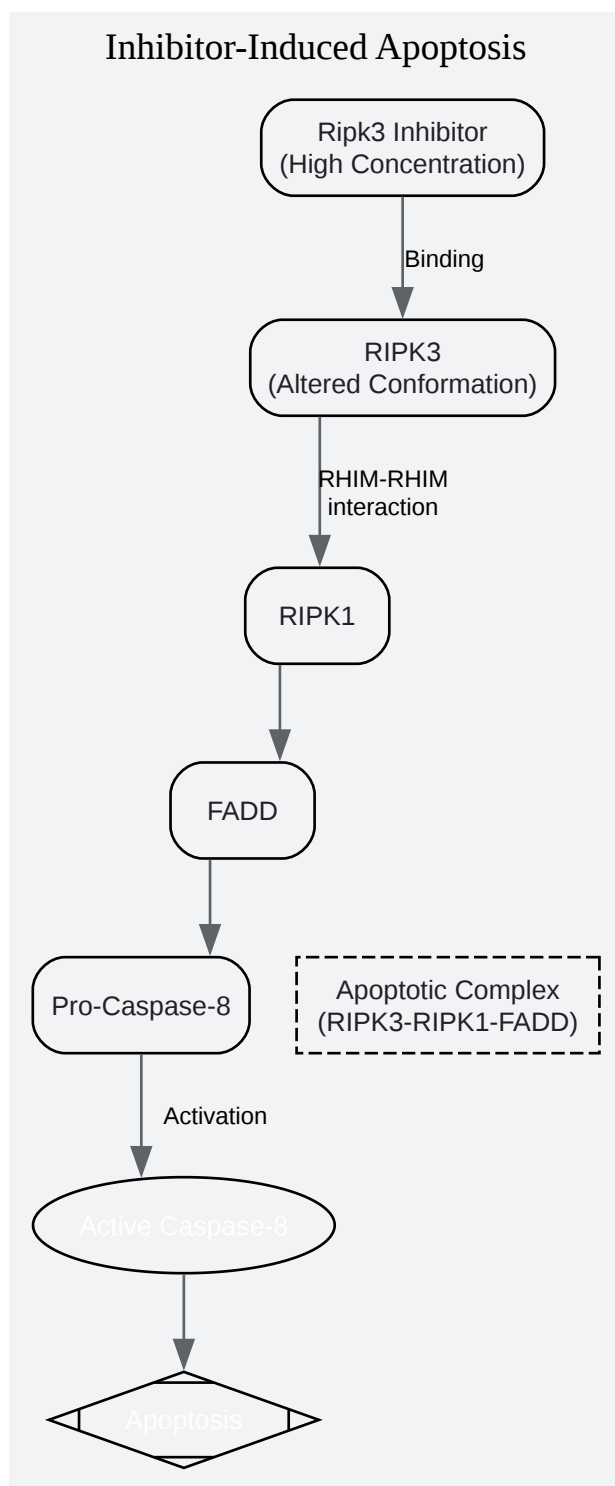 Inhibitor-Induced Apoptosis
Ripk3 Inhibitor
(High Concentration)
Binding
RIPK3
(Altered Conformation)
RHIM-RHIM
interaction
RIPK1
FADD
Pro-Caspase-8
Apoptotic Complex
(RIPK3-RIPK1-FADD)
Activation
Active Caspase-8
Apoptosis